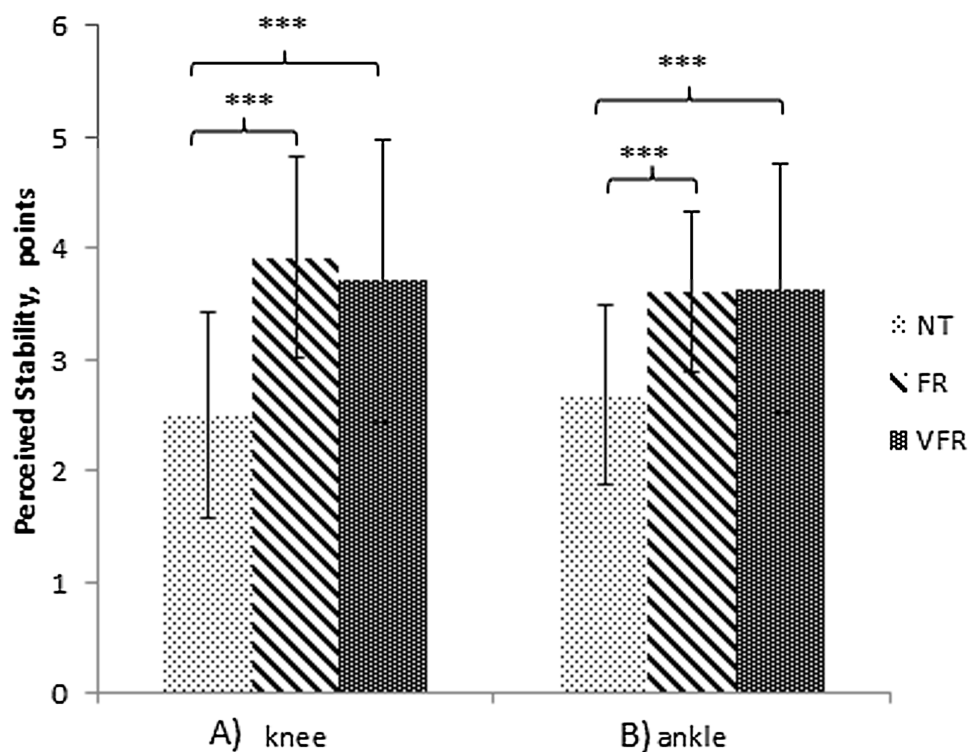 Perceived Stability, points
6
5
4
3
2
1
0
***
***
***
***
NT
FR
VFR
A) knee
B) ankle